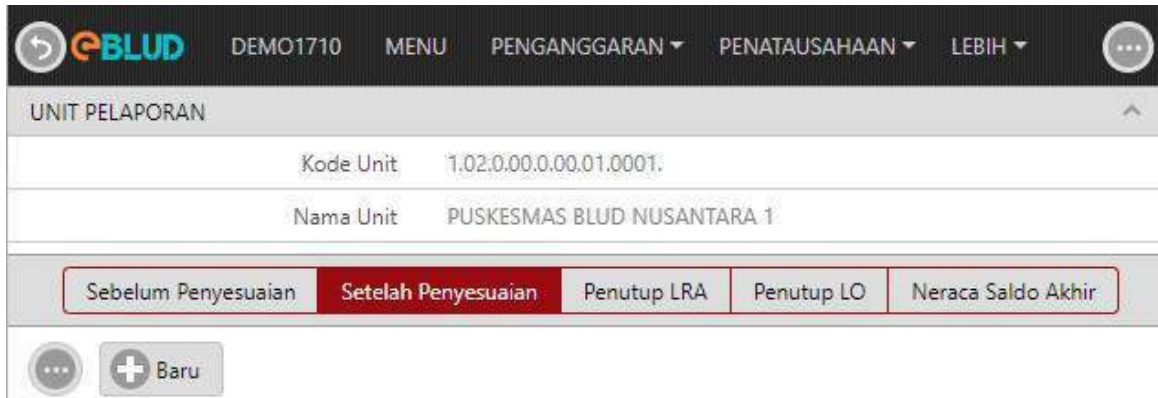 eBLUD DEMO1710 MENU PENGANGGARAN PENATAUSAHAAN LEBIH
UNIT PELAPORAN
Kode Unit 1.02.0.00.0.00.01.0001.
Nama Unit PUSKESMAS BLUD NUSANTARA 1
Sebelum Penyesuaian Setelah Penyesuaian Penutup LRA Penutup LO Neraca Saldo Akhir
Baru